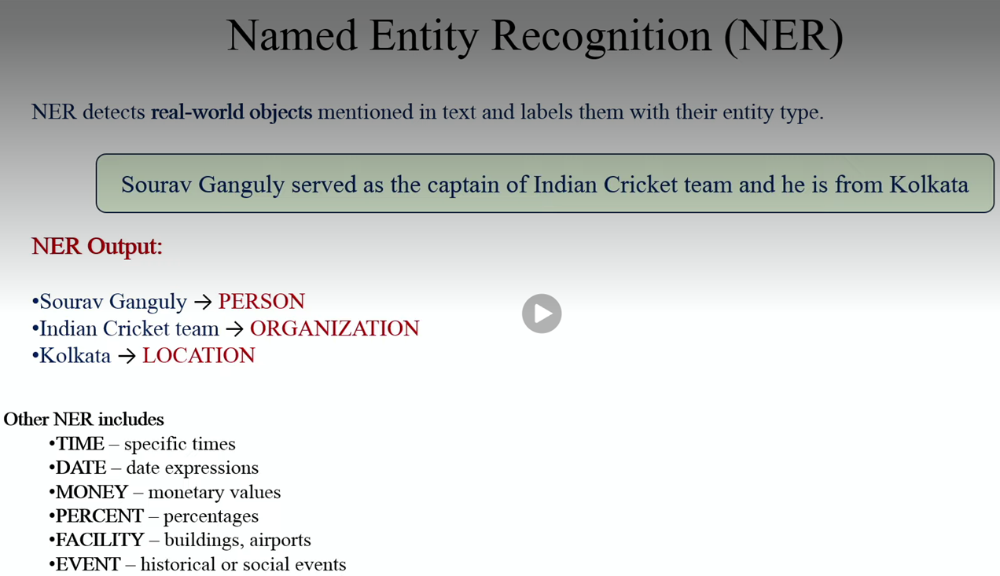 Named Entity Recognition (NER)
NER detects real-world objects mentioned in text and labels them with their entity type.
Sourav Ganguly served as the captain of Indian Cricket team and he is from Kolkata
NER Output:
•Sourav Ganguly → PERSON
•Indian Cricket team → ORGANIZATION
•Kolkata → LOCATION
Other NER includes
•TIME – specific times
•DATE – date expressions
•MONEY – monetary values
•PERCENT – percentages
•FACILITY – buildings, airports
•EVENT – historical or social events